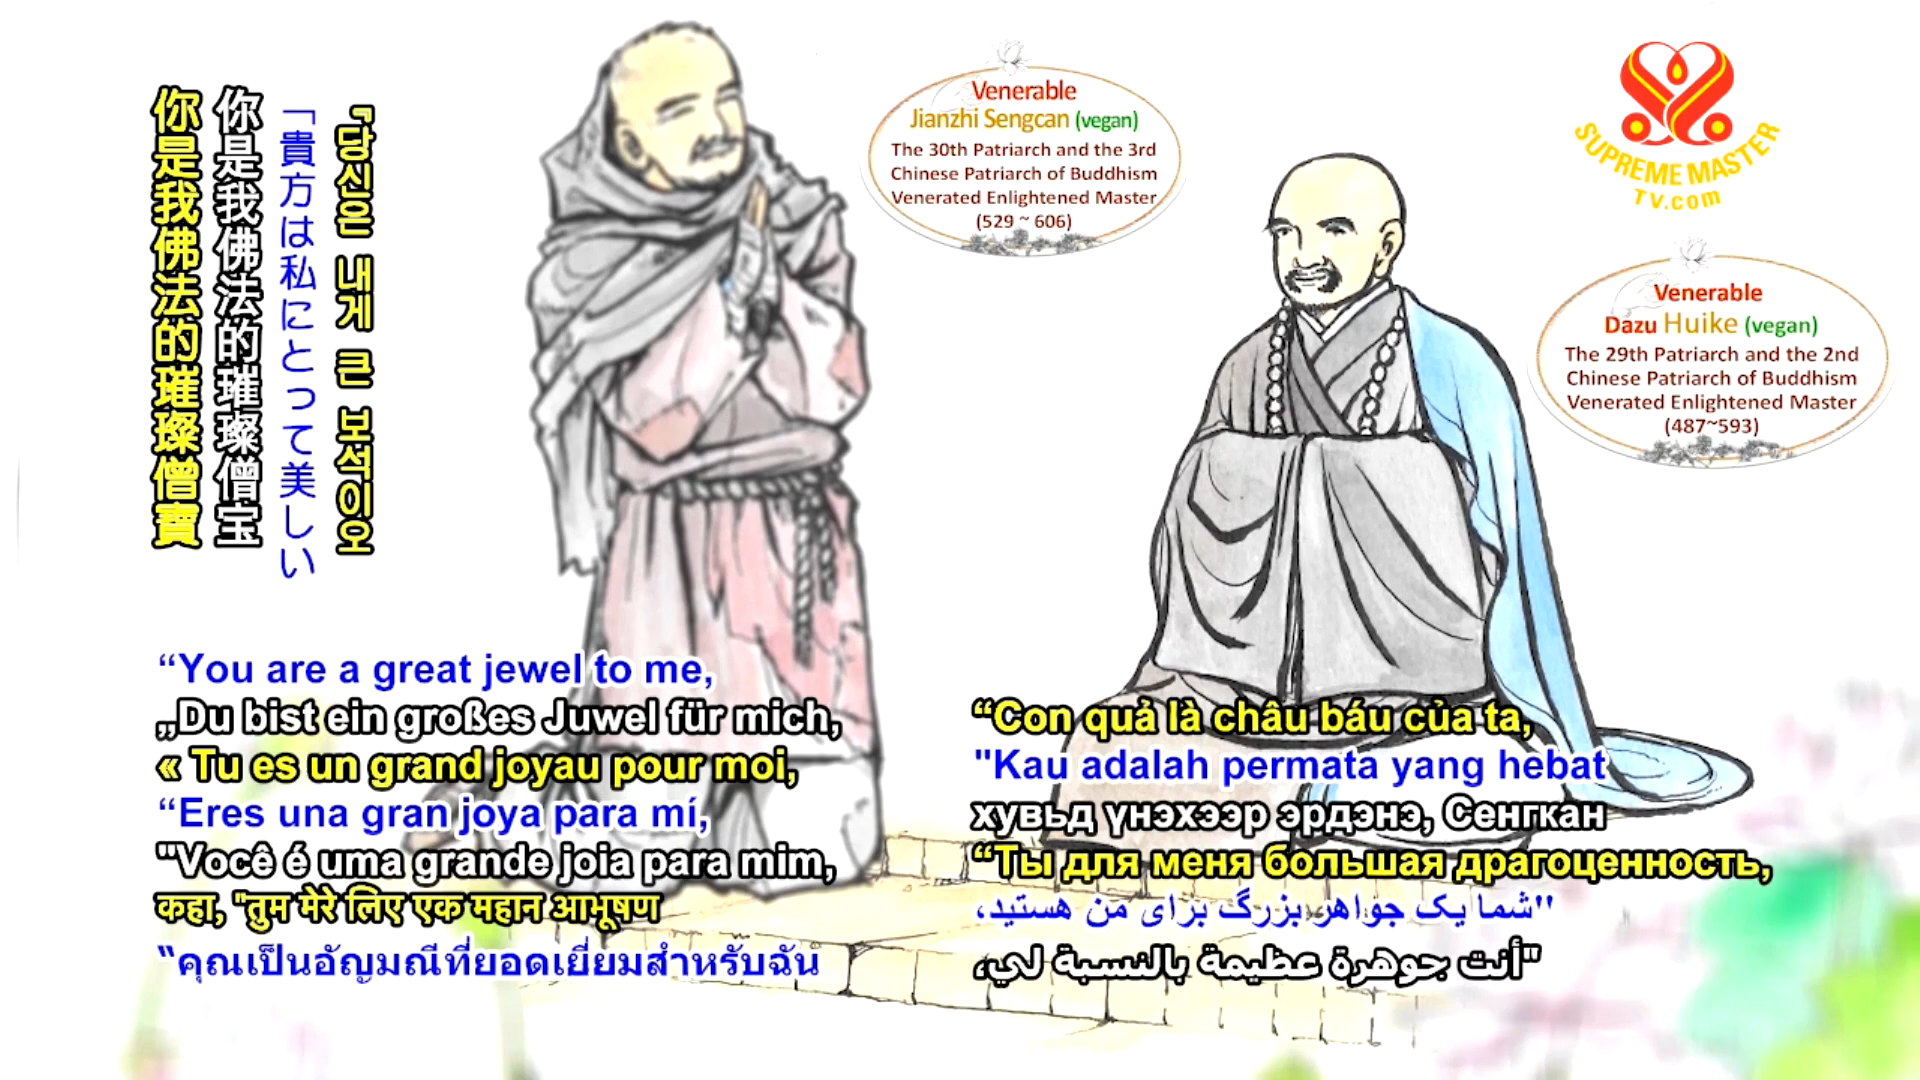 你是我佛法的璀璨僧寶
你是我佛法的璀璨僧宝
「貴方は私にとって美しい
『당신은 내게 큰 보석이오
Venerable
Jianzhi Sengcan (vegan)
The 30th Patriarch and the 3rd
Chinese Patriarch of Buddhism
Venerated Enlightened Master
(529 ~ 606)
SUPREME MASTER
TV.com
Venerable
Dazu Huike (vegan)
The 29th Patriarch and the 2nd
Chinese Patriarch of Buddhism
Venerated Enlightened Master
(487~593)
“You are a great jewel to me,
„Du bist ein großes Juwel für mich,
« Tu es un grand joyau pour moi,
“Eres una gran joya para mí,
"Você é uma grande joia para mim,
कहा, "तुम मेरे लिए एक महान आभूषण
“คุณเป็นอัญมณีที่ยอดเยี่ยมสำหรับฉัน
“Con quả là châu báu của ta,
"Kau adalah permata yang hebat
хувьд үнэхээр эрдэнэ, Сенгкан
“Ты для меня большая драгоценность,
"شما یک جواهر بزرگ برای من هستید،
"أنت جوهرة عظيمة بالنسبة لي،